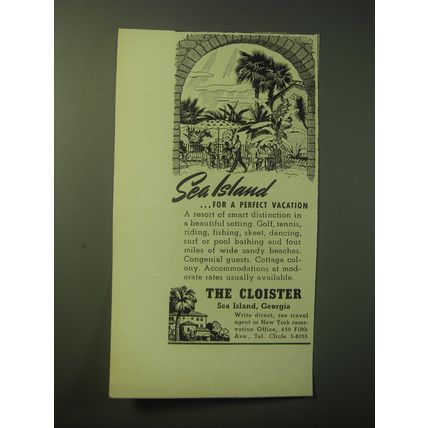 Sea Island
...FOR A PERFECT VACATION
A resort of smart distinction in
a beautiful setting. Golf, tennis,
riding, fishing, skeet, dancing,
surf or pool bathing and four
miles of wide sandy beaches.
Congenial guests. Cottage col-
ony. Accommodations at mod-
erate rates usually available.
THE CLOISTER
Sea Island, Georgia
Write direct, see travel
agent or New York reser-
vation Office, 630 Fifth
Ave., Tel. CIrcle 5-8055